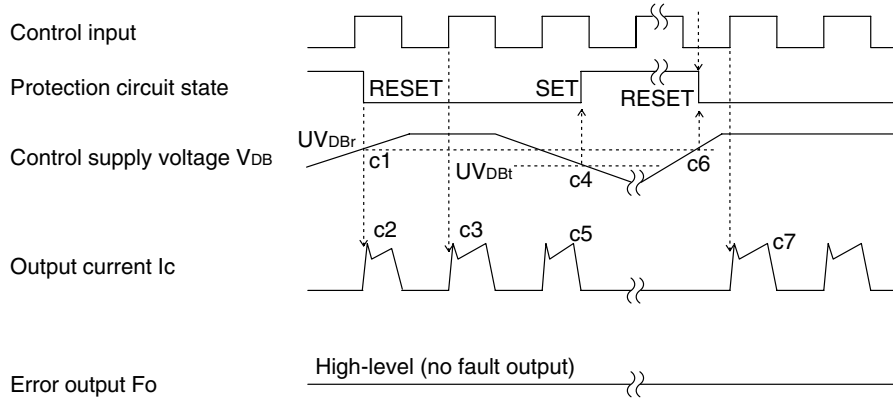 Control input
Protection circuit state
RESET
SET
RESET
UVDBr
Control supply voltage VDB
c1
UVDBt
c4
c6
c2
c3
c5
c7
Output current Ic
High-level (no fault output)
Error output Fo